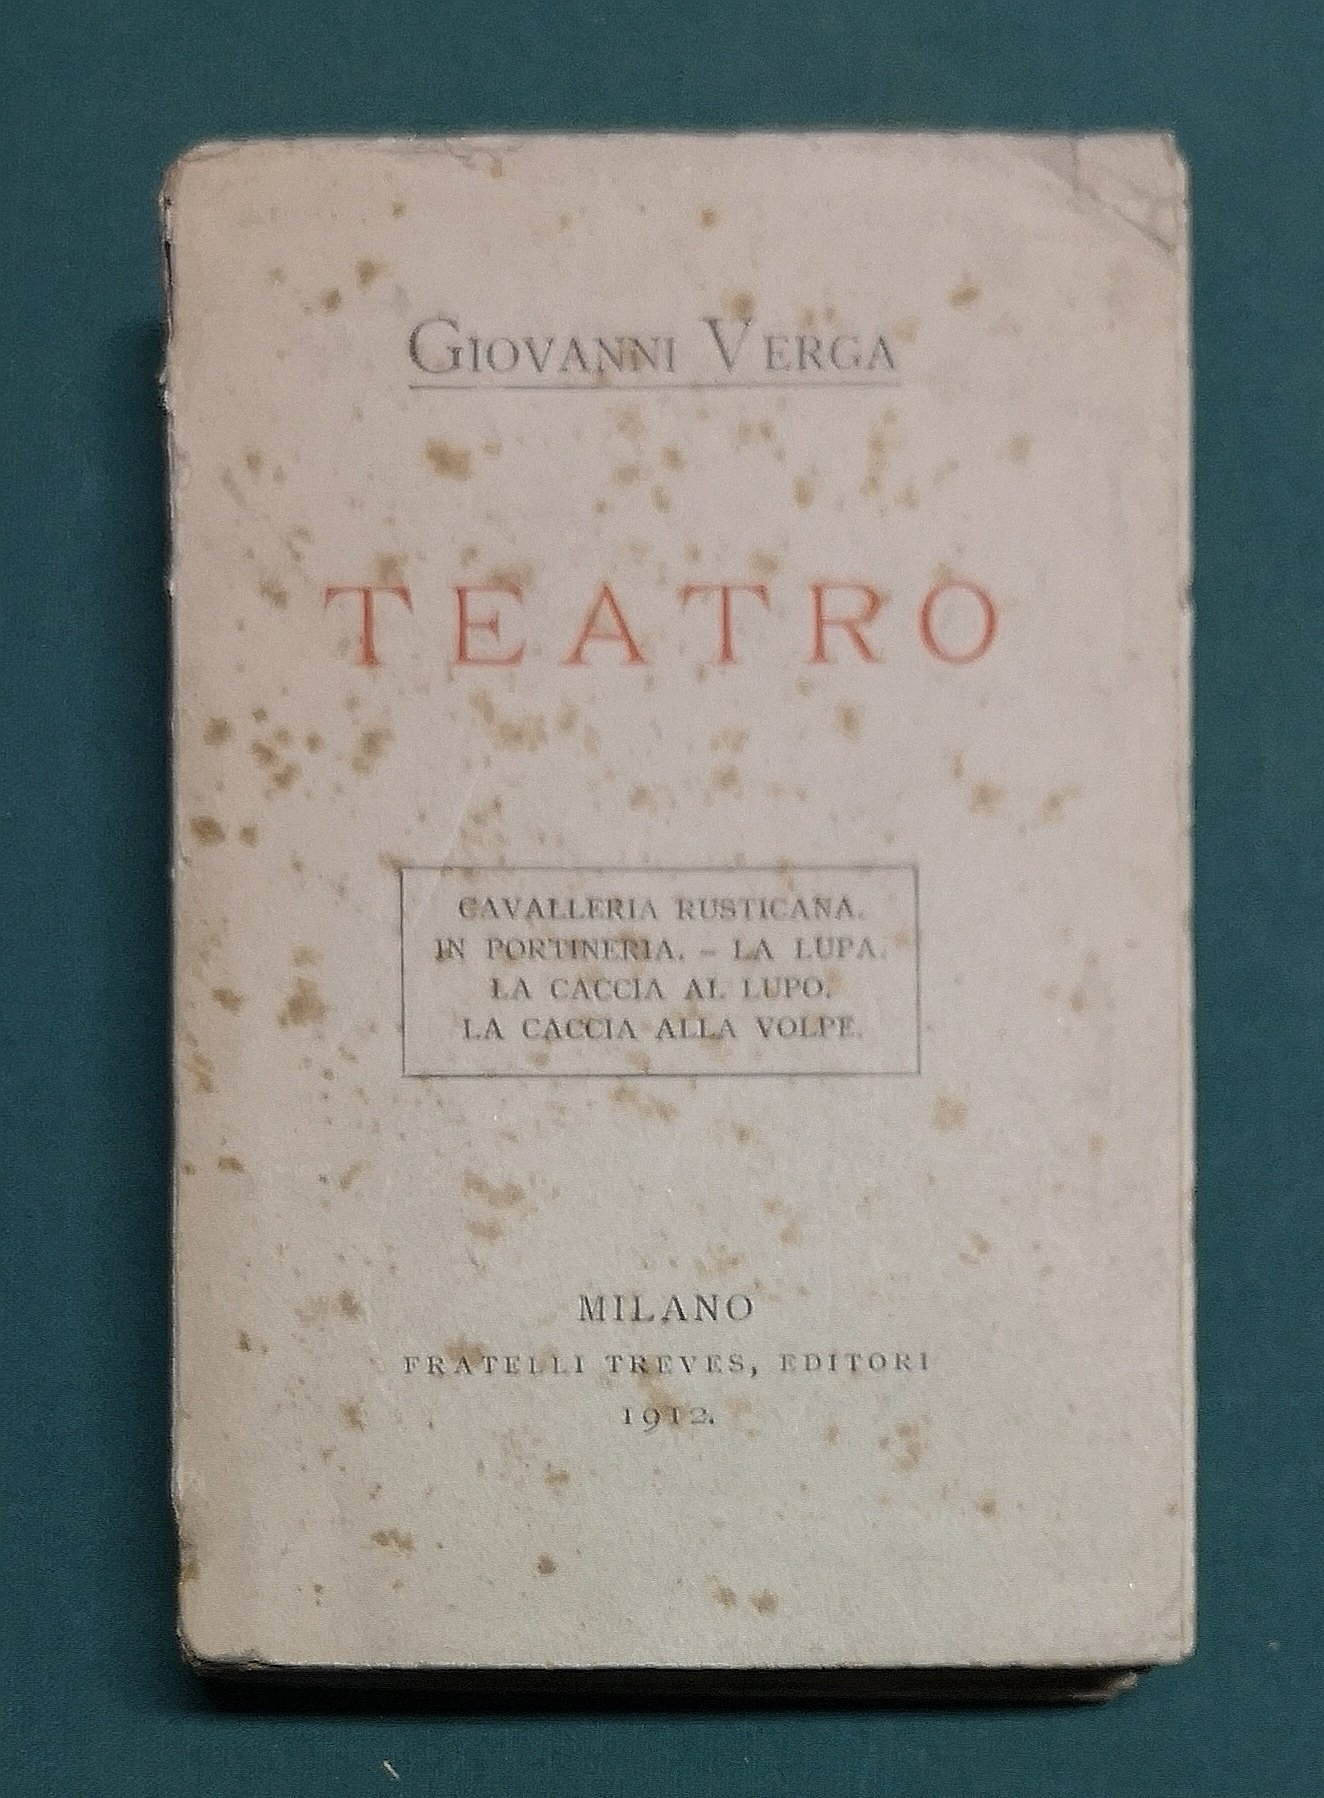 GIOVANNI VERGA
TEATRO
CAVALLERIA RUSTICANA.
IN PORTINERIA. – LA LUPA.
LA CACCIA AL LUPO.
LA CACCIA ALLA VOLPE.
MILANO
FRATELLI TREVES, EDITORI
1912.